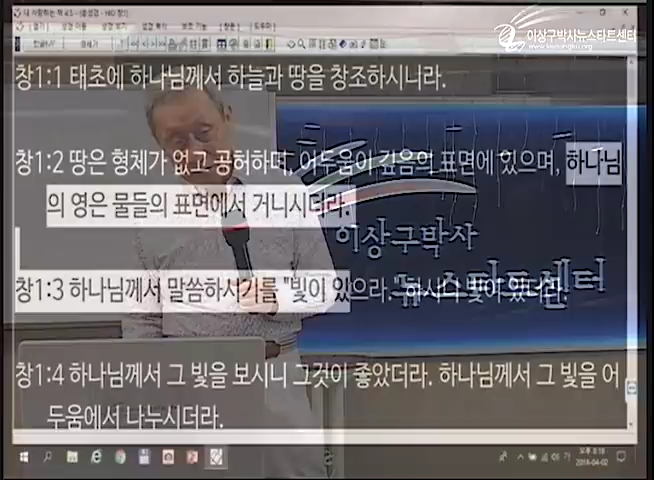 이상구박사뉴스타트센터
www.leesangku.org
창1:1 태초에 하나님께서 하늘과 땅을 창조하시니라.
창1:2 땅은 형체가 없고 공허하며, 어두움이 깊음의 표면에 있으며, 하나님
의 영은 물들의 표면에서 거니시더라.
이상구박사
뉴스타트센터
창1:3 하나님께서 말씀하시기를 "빛이 있으라." 하시니 빛이 있더라.
창1:4 하나님께서 그 빛을 보시니 그것이 좋았더라. 하나님께서 그 빛을 어
두움에서 나누시더라.
2018-04-02